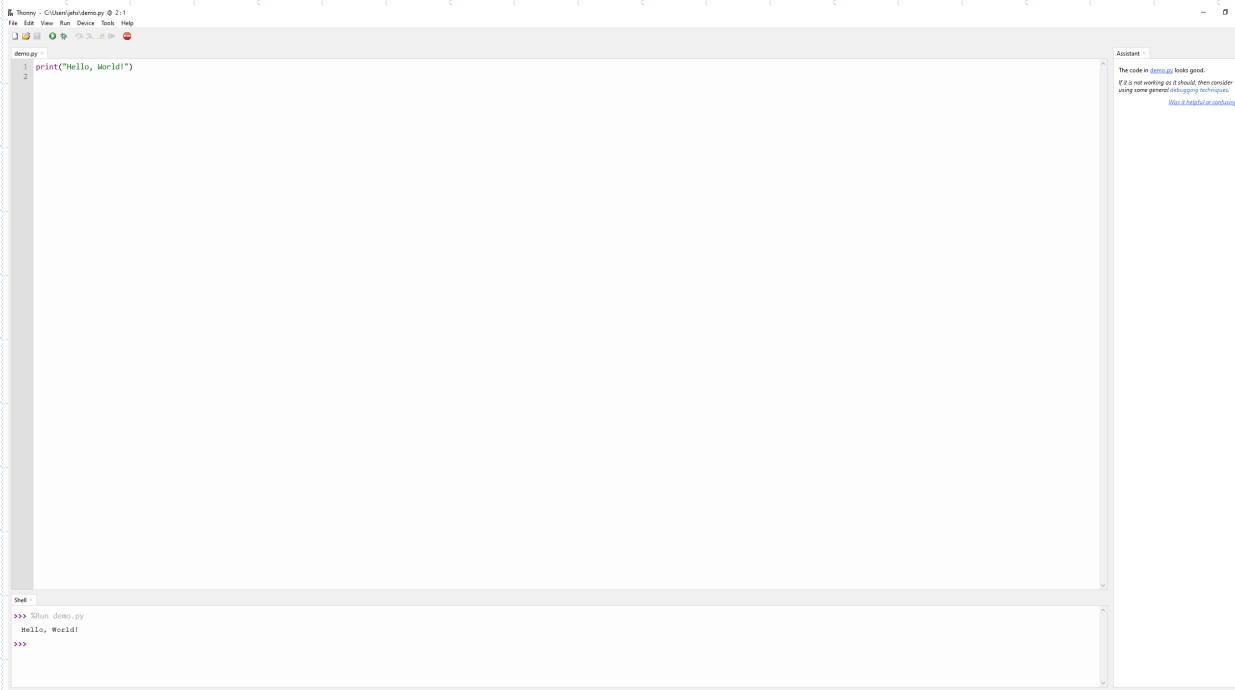 Thonny - C:\Users\jehs\demo.py @ 2:1
File Edit View Run Device Tools Help
demo.py
1 print("Hello, World!")
2
Assistant
The code in demo.py looks good.
If it is not working as it should, then consider
using some general debugging techniques.
Was it helpful or confusing
Shell
>>> %Run demo.py
Hello, World!
>>>